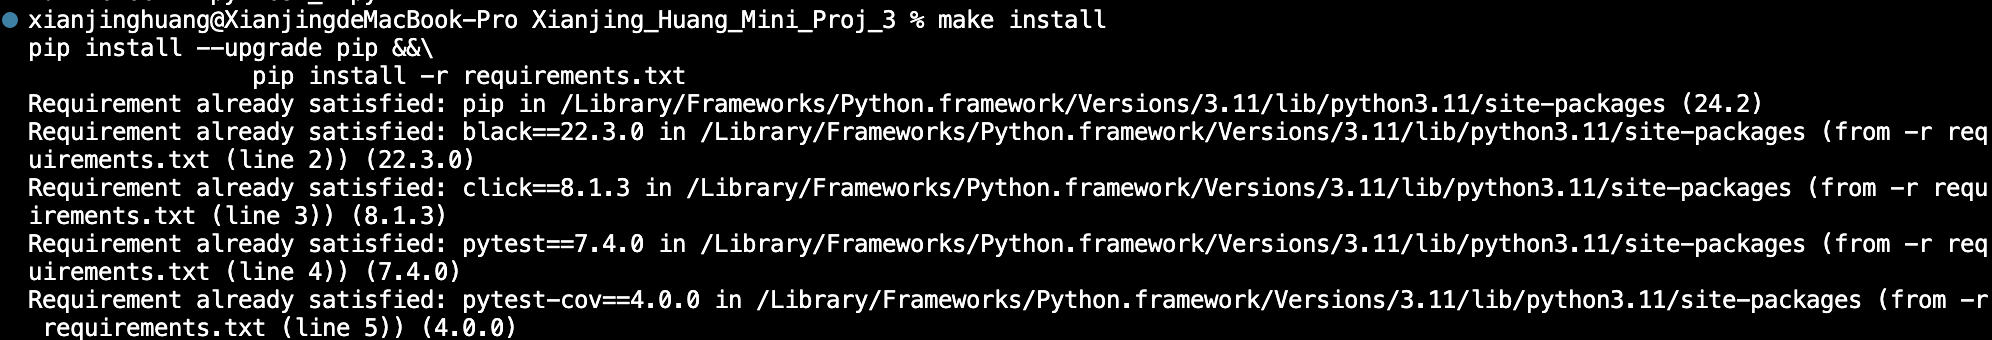 xianjinghuang@XianjingdeMacBook-Pro Xianjing_Huang_Mini_Proj_3 % make install
pip install --upgrade pip &&\
                pip install -r requirements.txt
Requirement already satisfied: pip in /Library/Frameworks/Python.framework/Versions/3.11/lib/python3.11/site-packages (24.2)
Requirement already satisfied: black==22.3.0 in /Library/Frameworks/Python.framework/Versions/3.11/lib/python3.11/site-packages (from -r req
uirements.txt (line 2)) (22.3.0)
Requirement already satisfied: click==8.1.3 in /Library/Frameworks/Python.framework/Versions/3.11/lib/python3.11/site-packages (from -r requ
irements.txt (line 3)) (8.1.3)
Requirement already satisfied: pytest==7.4.0 in /Library/Frameworks/Python.framework/Versions/3.11/lib/python3.11/site-packages (from -r req
uirements.txt (line 4)) (7.4.0)
Requirement already satisfied: pytest-cov==4.0.0 in /Library/Frameworks/Python.framework/Versions/3.11/lib/python3.11/site-packages (from -r
 requirements.txt (line 5)) (4.0.0)